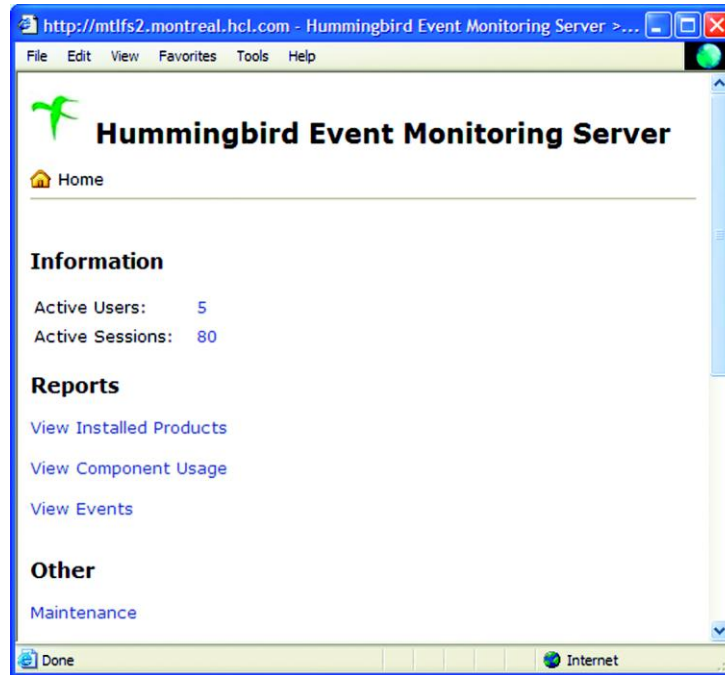 http://mtlfs2.montreal.hcl.com - Hummingbird Event Monitoring Server >...
File Edit View Favorites Tools Help
Hummingbird Event Monitoring Server
Home
Information
Active Users: 5
Active Sessions: 80
Reports
View Installed Products
View Component Usage
View Events
Other
Maintenance
Done Internet